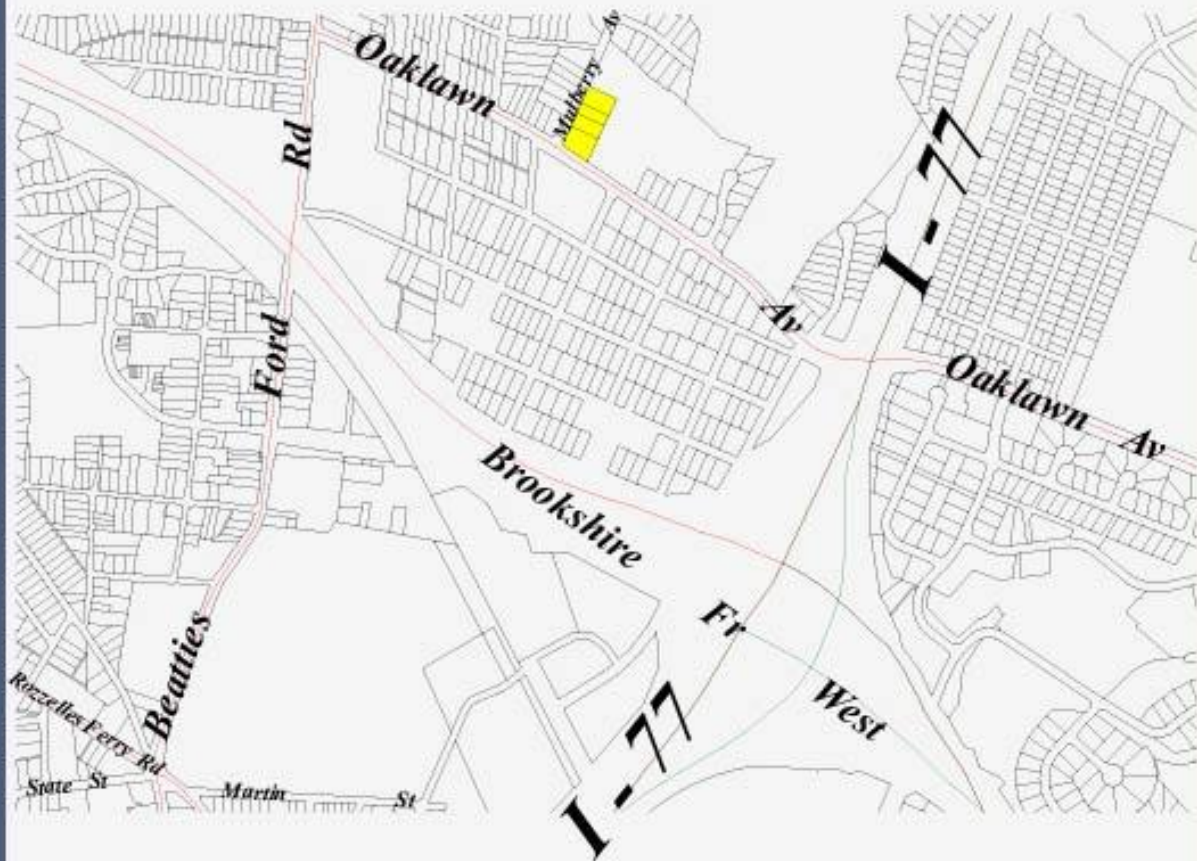 Mulberry Av
Oaklawn Av
Oaklawn Av
I-77
Beatties Ford Rd
Brookshire Fr West
I-77
Rozzelles Ferry Rd
State St
Martin St